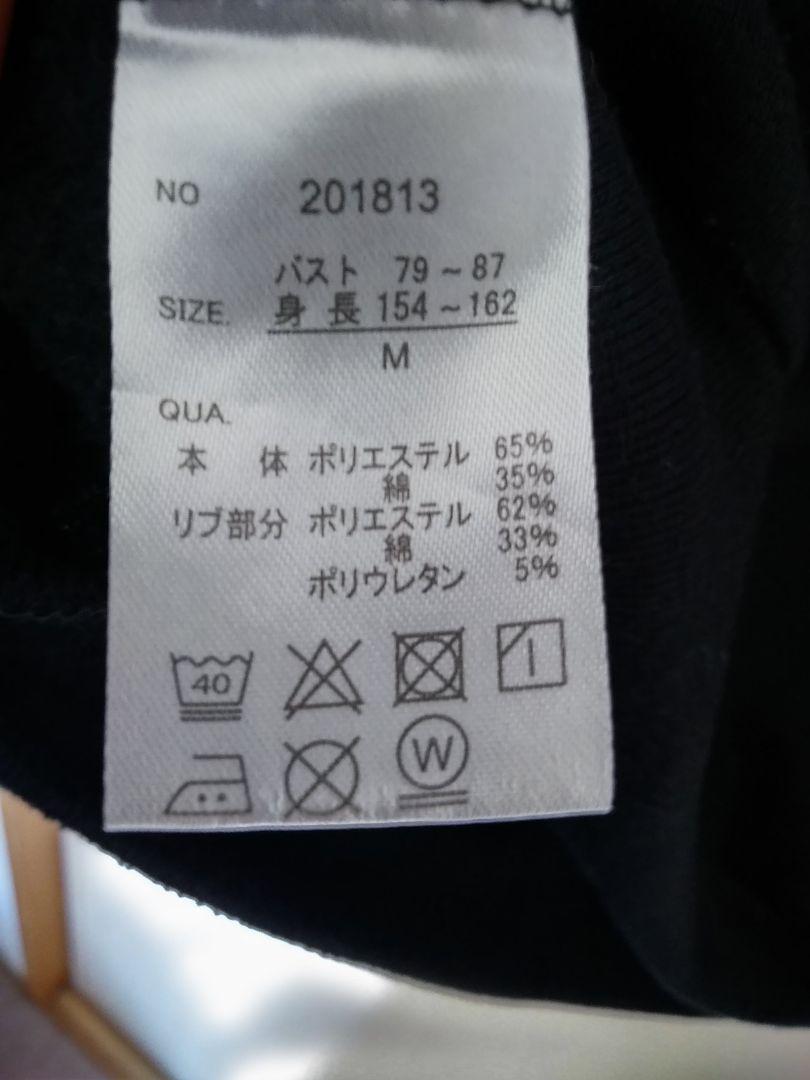 NO 201813
バスト 79～87
SIZE. 身長 154～162
M
QUA.
本体 ポリエステル 65%
綿 35%
リブ部分 ポリエステル 62%
綿 33%
ポリウレタン 5%
40
W